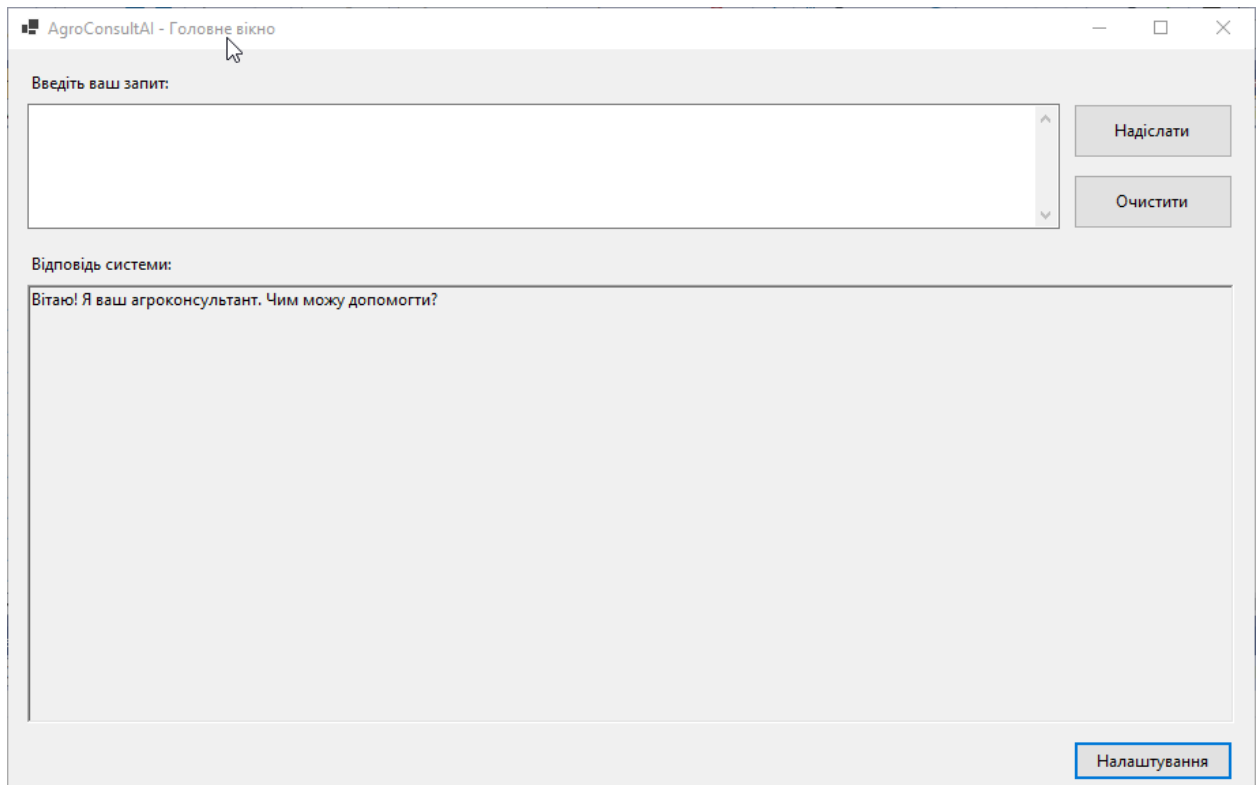 AgroConsultAI - Головне вікно
Введіть ваш запит:
Надіслати
Очистити
Відповідь системи:
Вітаю! Я ваш агроконсультант. Чим можу допомогти?
Налаштування